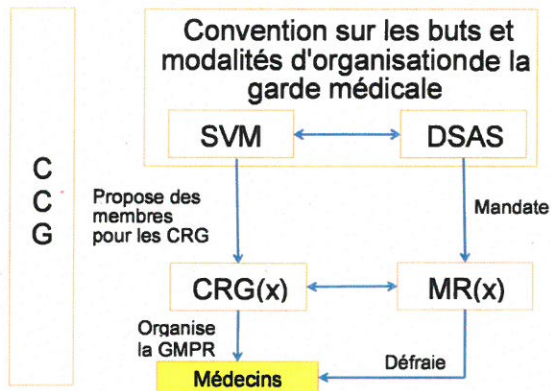 Convention sur les buts et
modalités d'organisationde la
garde médicale
SVM
DSAS
C
C
G
Propose des
membres
pour les CRG
Mandate
CRG(x)
MR(x)
Organise
la GMPR
Défraie
Médecins